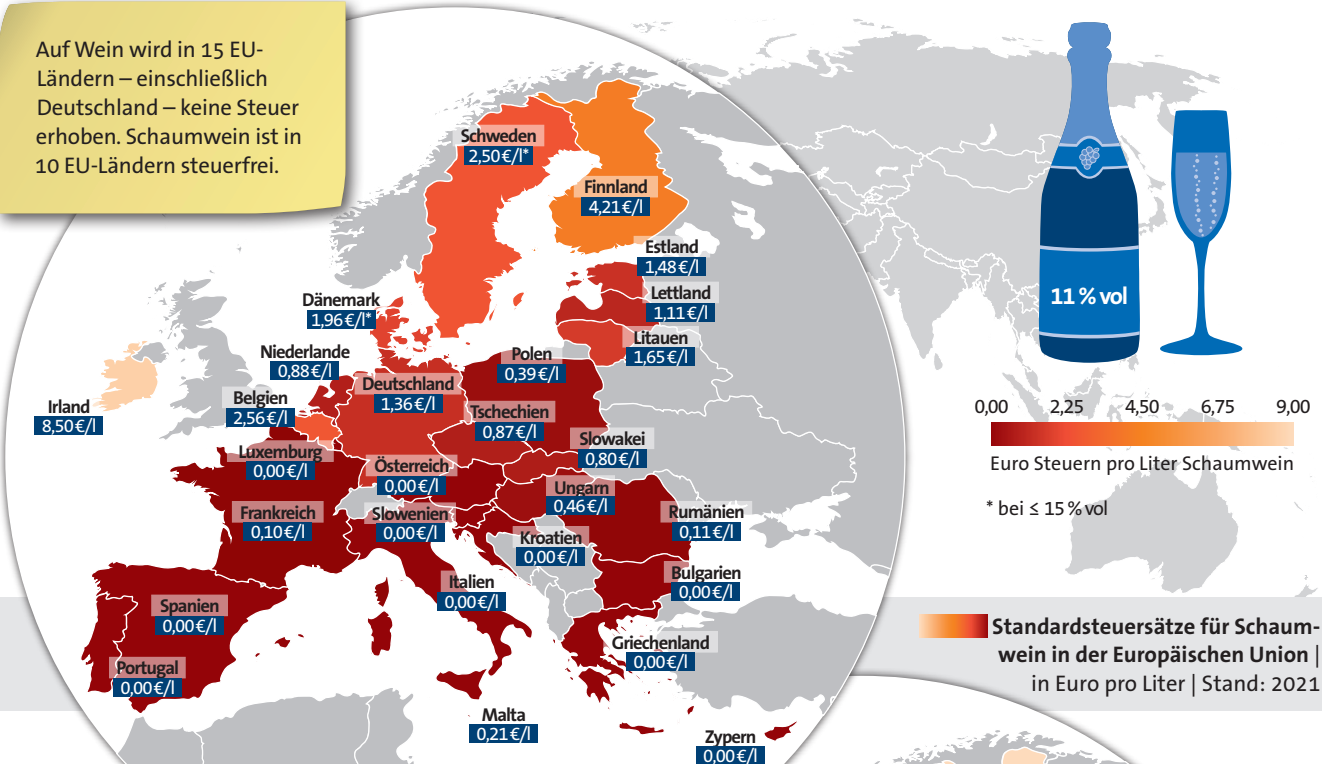 Auf Wein wird in 15 EU-
Ländern – einschließlich
Deutschland – keine Steuer
erhoben. Schaumwein ist in
10 EU-Ländern steuerfrei.
Schweden
2,50 €/l*
Finnland
4,21 €/l
Estland
1,48 €/l
Lettland
1,11 €/l
Litauen
1,65 €/l
Dänemark
1,96 €/l*
Niederlande
0,88 €/l
Belgien
2,56 €/l
Irland
8,50 €/l
Deutschland
1,36 €/l
Polen
0,39 €/l
Tschechien
0,87 €/l
Slowakei
0,80 €/l
Luxemburg
0,00 €/l
Österreich
0,00 €/l
Ungarn
0,46 €/l
Rumänien
0,11 €/l
Frankreich
0,10 €/l
Slowenien
0,00 €/l
Kroatien
0,00 €/l
Bulgarien
0,00 €/l
Italien
0,00 €/l
Spanien
0,00 €/l
Portugal
0,00 €/l
Griechenland
0,00 €/l
Malta
0,21 €/l
Zypern
0,00 €/l
11 % vol
0,00 2,25 4,50 6,75 9,00
Euro Steuern pro Liter Schaumwein
* bei ≤ 15 % vol
Standardsteuersätze für Schaum-
wein in der Europäischen Union |
in Euro pro Liter | Stand: 2021